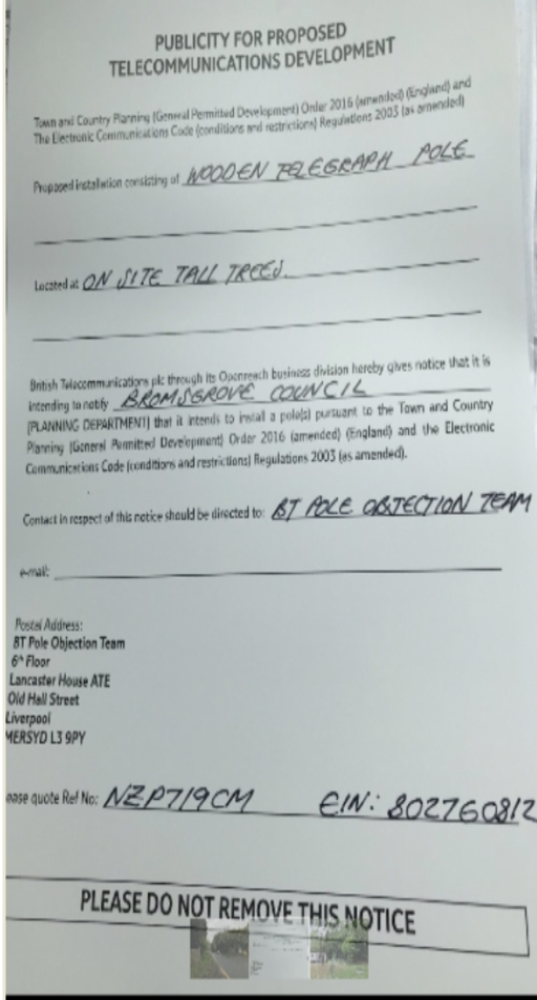 PUBLICITY FOR PROPOSED
TELECOMMUNICATIONS DEVELOPMENT
Town and Country Planning (General Permitted Development) Order 2016 (amended) (England) and
The Electronic Communications Code (conditions and restrictions) Regulations 2003 (as amended)
Proposed installation consisting of WOODEN TELEGRAPH POLE
Located at ON SITE TALL TREES.
British Telecommunications plc through its Openreach business division hereby gives notice that it is
intending to notify BROMSGROVE COUNCIL
(PLANNING DEPARTMENT) that it intends to install a pole(s) pursuant to the Town and Country
Planning (General Permitted Development) Order 2016 (amended) (England) and the Electronic
Communications Code (conditions and restrictions) Regulations 2003 (as amended).
Contact in respect of this notice should be directed to: BT POLE OBJECTION TEAM
e-mail:
Postal Address:
BT Pole Objection Team
6th Floor
Lancaster House ATE
Old Hall Street
Liverpool
MERSYD L3 9PY
ease quote Ref No: NZP719CM EIN: 802760812
PLEASE DO NOT REMOVE THIS NOTICE